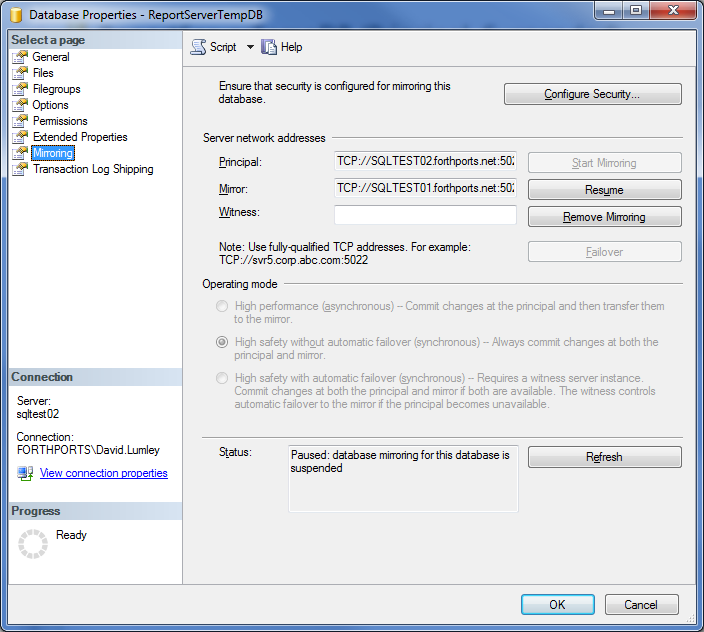 Database Properties - ReportServerTempDB
Select a page
General
Files
Filegroups
Options
Permissions
Extended Properties
Mirroring
Transaction Log Shipping
Connection
Server:
sqltest02
Connection:
FORTHPORTS\David.Lumley
View connection properties
Progress
Ready
Script
Help
Ensure that security is configured for mirroring this
database.
Configure Security...
Server network addresses
Principal:
TCP://SQLTEST02.forthports.net:502
Start Mirroring
Mirror:
TCP://SQLTEST01.forthports.net:502
Resume
Witness:
Remove Mirroring
Note: Use fully-qualified TCP addresses. For example:
TCP://svr5.corp.abc.com:5022
Failover
Operating mode
High performance (asynchronous) – Commit changes at the principal and then transfer them
to the mirror.
High safety without automatic failover (synchronous) – Always commit changes at both the
principal and mirror.
High safety with automatic failover (synchronous) – Requires a witness server instance.
Commit changes at both the principal and mirror if both are available. The witness controls
automatic failover to the mirror if the principal becomes unavailable.
Status:
Paused: database mirroring for this database is
suspended
Refresh
OK
Cancel